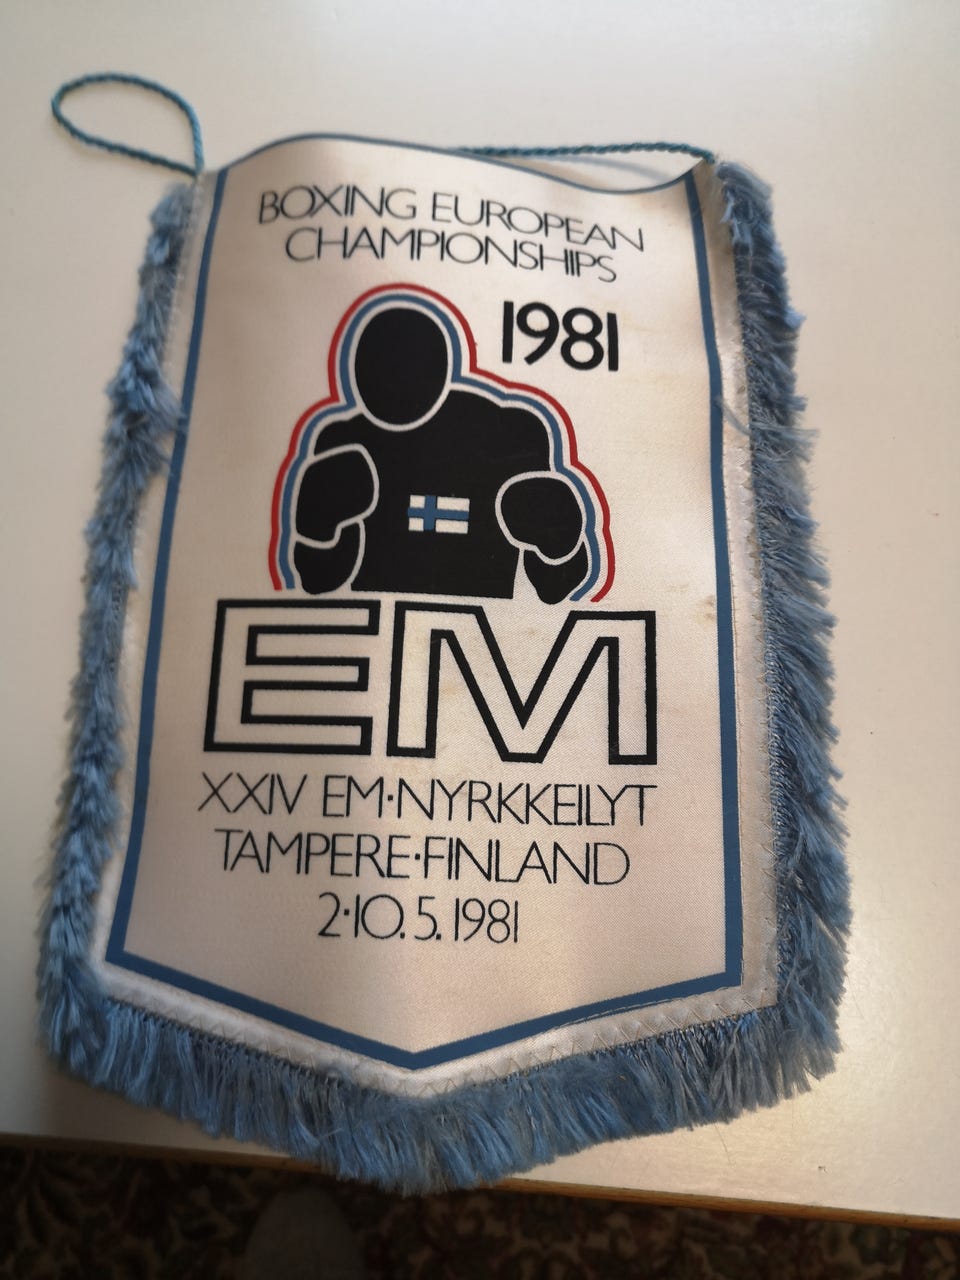 BOXING EUROPEAN
CHAMPIONSHIPS
1981
EM
XXIV EM·NYRKKEILYT
TAMPERE·FINLAND
2·10.5.1981